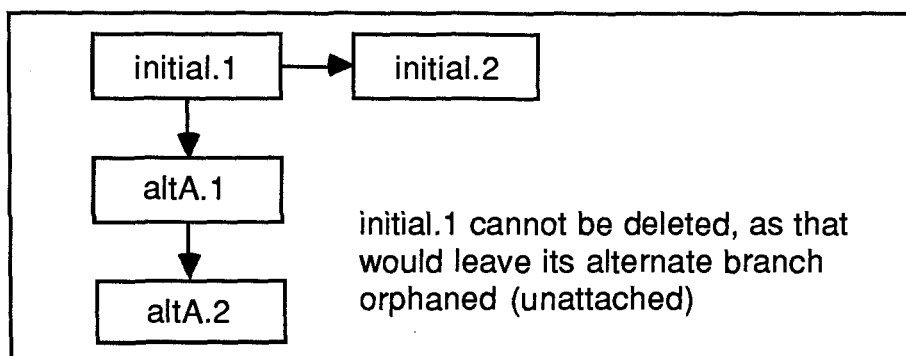 initial.1
initial.2
altA.1
altA.2
initial.1 cannot be deleted, as that
would leave its alternate branch
orphaned (unattached)